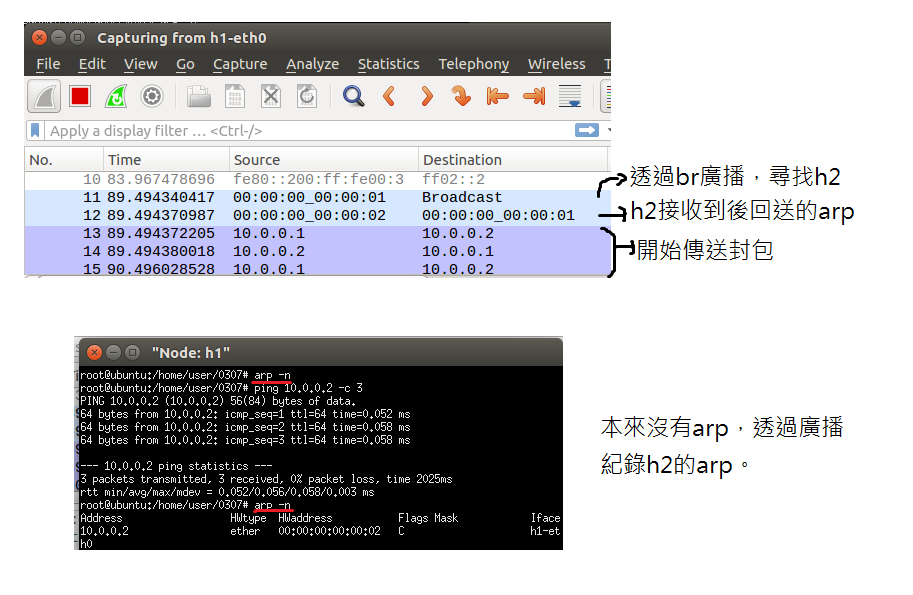 Capturing from h1-eth0
File Edit View Go Capture Analyze Statistics Telephony Wireless
Apply a display filter ... <Ctrl-/>
No. Time Source Destination
10 83.967478696 fe80::200:ff:fe00:3 ff02::2
11 89.494340417 00:00:00_00:00:01 Broadcast
12 89.494370987 00:00:00_00:00:02 00:00:00_00:00:01
13 89.494372205 10.0.0.1 10.0.0.2
14 89.494380018 10.0.0.2 10.0.0.1
15 90.496028528 10.0.0.1 10.0.0.2
透過br廣播，尋找h2
h2接收到後回送的arp
開始傳送封包
"Node: h1"
root@ubuntu:/home/user/0307# arp -n
root@ubuntu:/home/user/0307# ping 10.0.0.2 -c 3
PING 10.0.0.2 (10.0.0.2) 56(84) bytes of data.
64 bytes from 10.0.0.2: icmp_seq=1 ttl=64 time=0.052 ms
64 bytes from 10.0.0.2: icmp_seq=2 ttl=64 time=0.058 ms
64 bytes from 10.0.0.2: icmp_seq=3 ttl=64 time=0.058 ms
--- 10.0.0.2 ping statistics ---
3 packets transmitted, 3 received, 0% packet loss, time 2025ms
rtt min/avg/max/mdev = 0.052/0.056/0.058/0.003 ms
root@ubuntu:/home/user/0307# arp -n
Address HWtype HWaddress Flags Mask Iface
10.0.0.2 ether 00:00:00:00:00:02 C h1-et
h0
本來沒有arp，透過廣播
紀錄h2的arp。